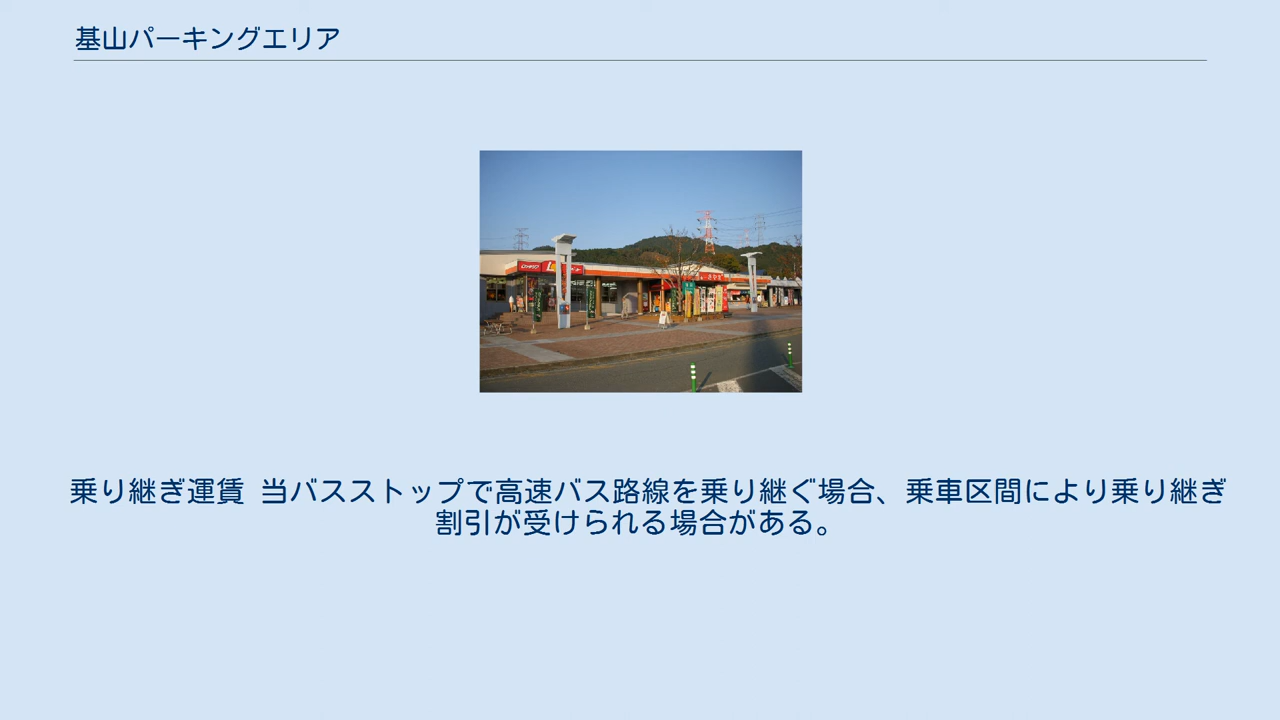 基山パーキングエリア
乗り継ぎ運賃 当バスストップで高速バス路線を乗り継ぐ場合、乗車区間により乗り継ぎ
割引が受けられる場合がある。